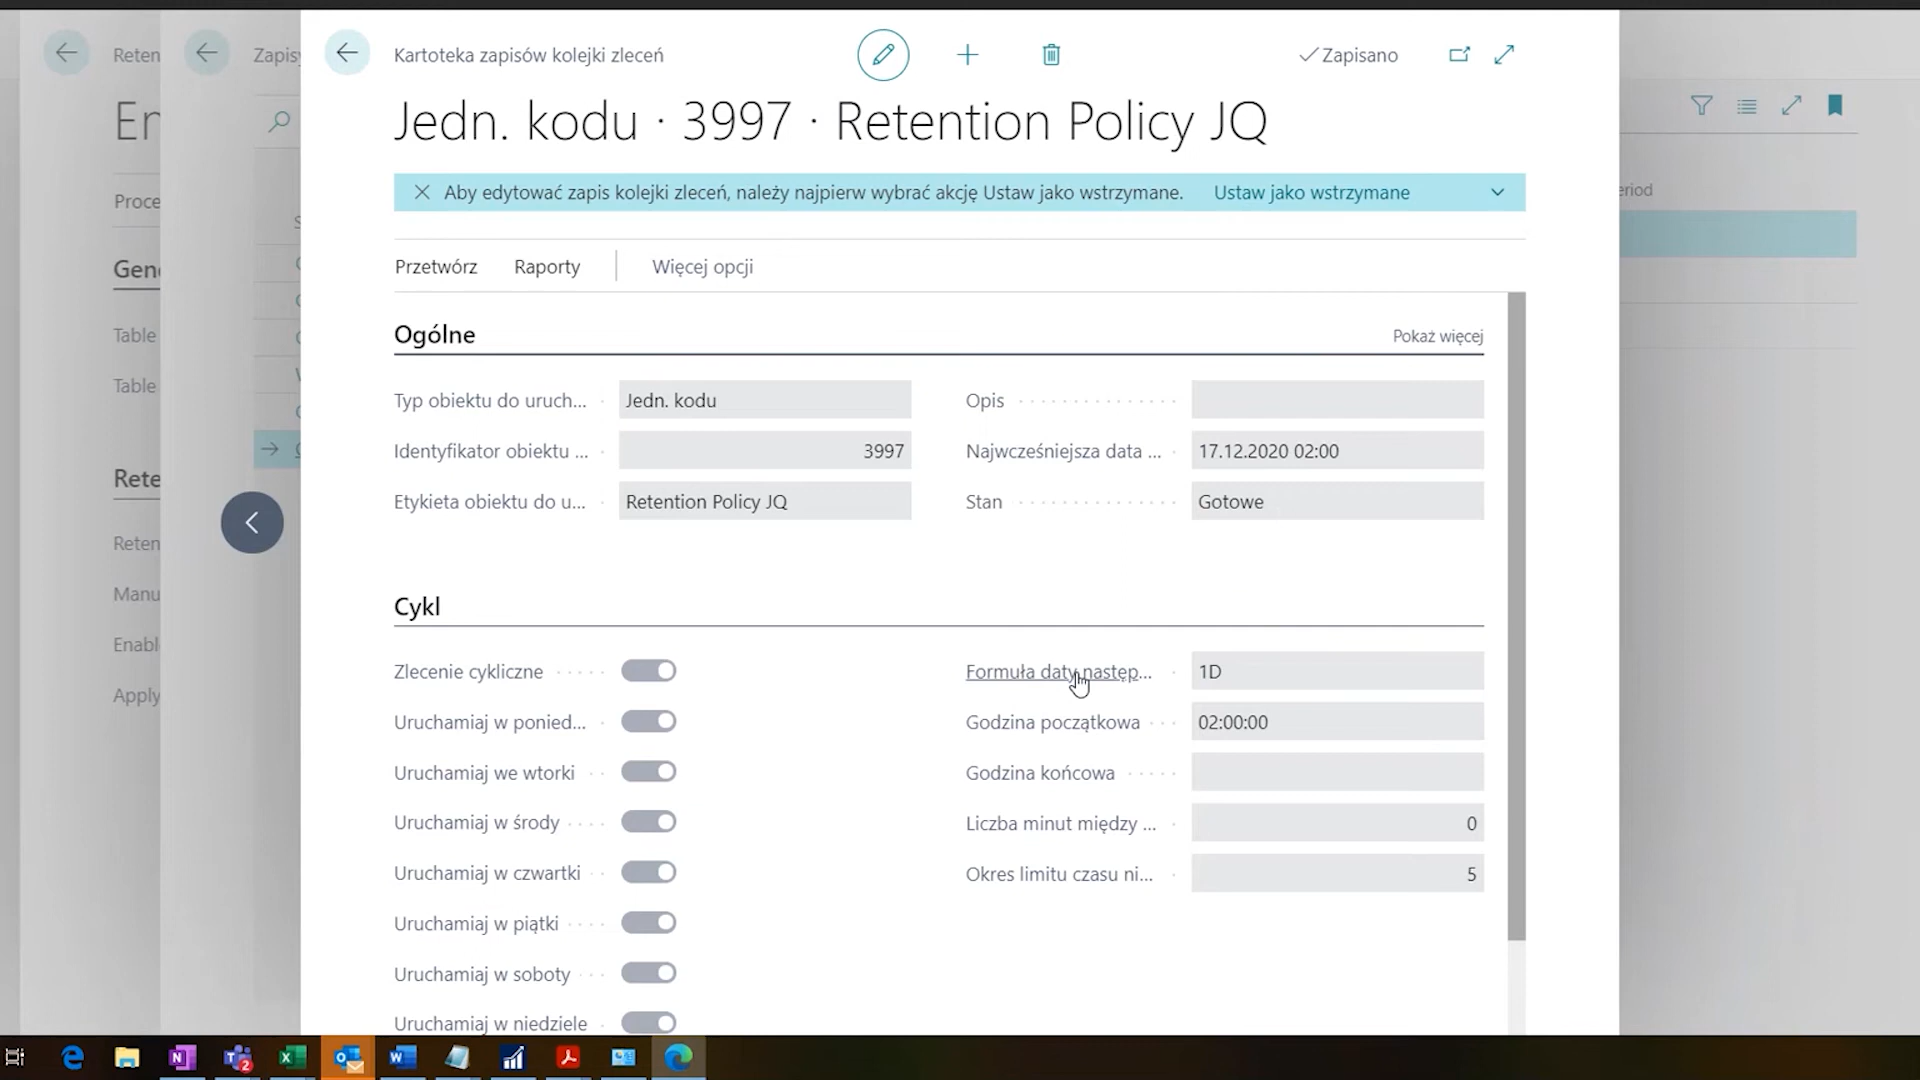 Reten
Zapisy
Kartoteka zapisów kolejki zleceń
Zapisano
Jedn. kodu · 3997 · Retention Policy JQ
Aby edytować zapis kolejki zleceń, należy najpierw wybrać akcję Ustaw jako wstrzymane. Ustaw jako wstrzymane
eriod
Proce
Przetwórz Raporty Więcej opcji
Gene
Ogólne
Pokaż więcej
Table
Typ obiektu do uruch... Jedn. kodu
Opis
Table
Identyfikator obiektu ... 3997
Najwcześniejsza data ... 17.12.2020 02:00
Rete
Etykieta obiektu do u... Retention Policy JQ
Stan Gotowe
Reten
Manu
Cykl
Enabl
Zlecenie cykliczne
Formuła daty następ... 1D
Apply
Uruchamiaj w ponied...
Godzina początkowa 02:00:00
Uruchamiaj we wtorki
Godzina końcowa
Uruchamiaj w środy
Liczba minut między ... 0
Uruchamiaj w czwartki
Okres limitu czasu ni... 5
Uruchamiaj w piątki
Uruchamiaj w soboty
Uruchamiaj w niedziele